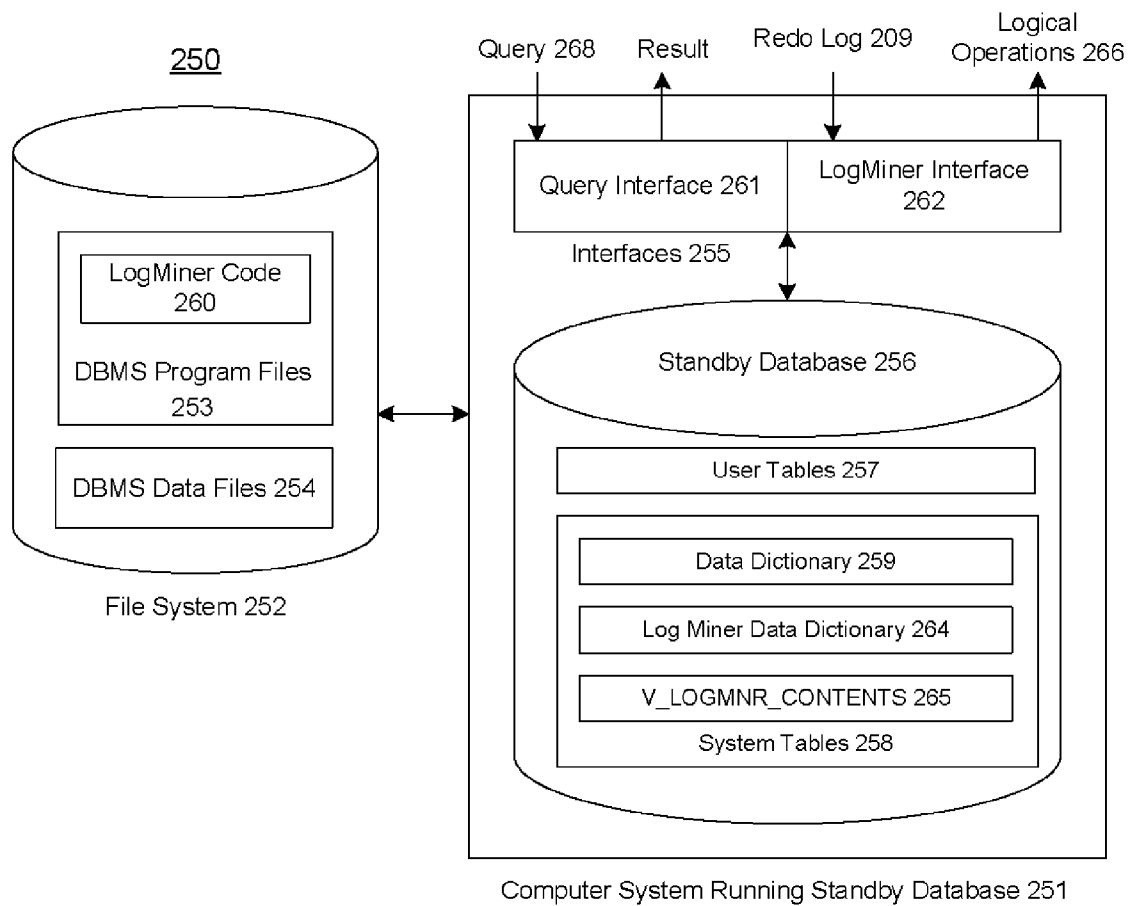 250
Query 268
Result
Redo Log 209
Logical
Operations 266
Query Interface 261
LogMiner Interface
262
Interfaces 255
LogMiner Code
260
DBMS Program Files
253
DBMS Data Files 254
File System 252
Standby Database 256
User Tables 257
Data Dictionary 259
Log Miner Data Dictionary 264
V_LOGMNR_CONTENTS 265
System Tables 258
Computer System Running Standby Database 251